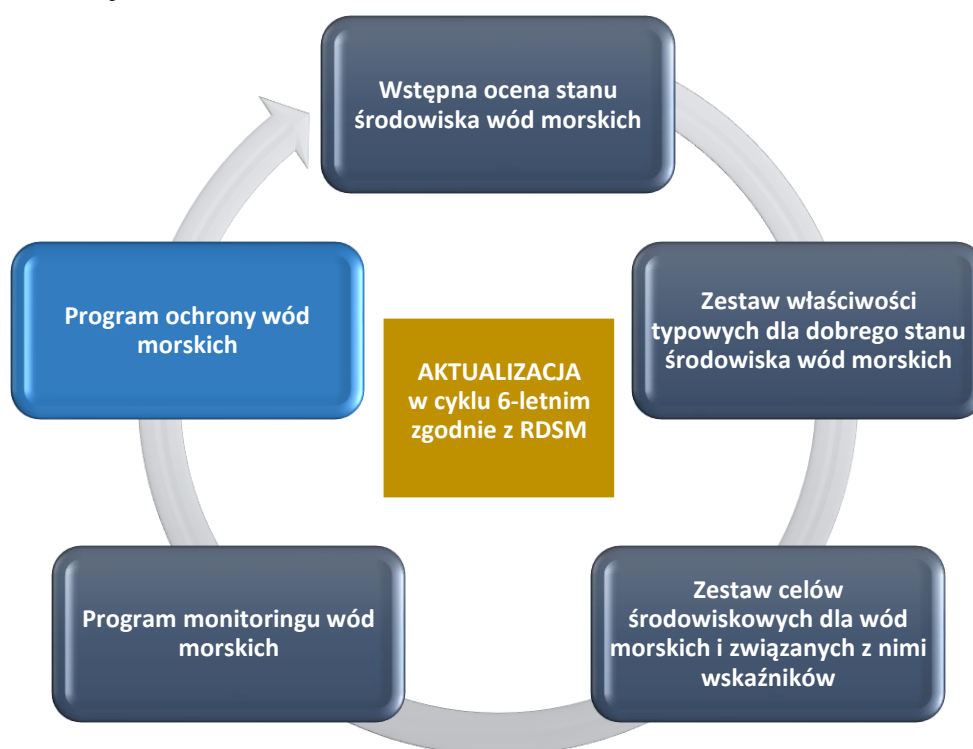 Wstępna ocena stanu
środowiska wód morskich
Zestaw właściwości
typowych dla dobrego stanu
środowiska wód morskich
Zestaw celów
środowiskowych dla wód
morskich i związanych z nimi
wskaźników
Program monitoringu wód
morskich
Program ochrony wód
morskich
AKTUALIZACJA
w cyklu 6-letnim
zgodnie z RDSM